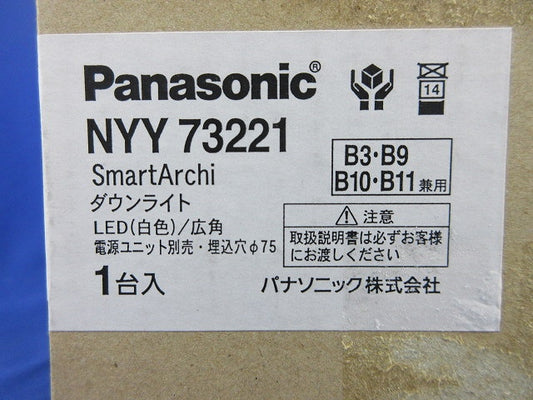 Panasonic®
14
NYY 73221
SmartArchi
ダウンライト
LED(白色)/広角
電源ユニット別売・埋込穴φ75
1台入
B3・B9
B10・B11 兼用
⚠ 注意
取扱説明書は必ずお客様
にお渡しください
パナソニック株式会社